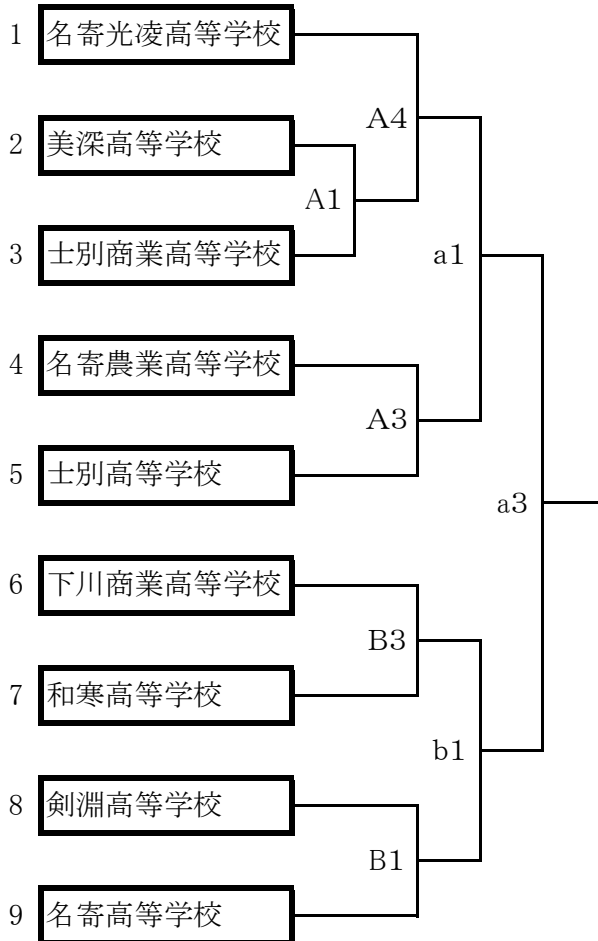 1 名寄光凌高等学校
A4
2 美深高等学校
A1
3 士別商業高等学校
a1
4 名寄農業高等学校
A3
5 士別高等学校
a3
6 下川商業高等学校
B3
7 和寒高等学校
b1
8 剣淵高等学校
B1
9 名寄高等学校